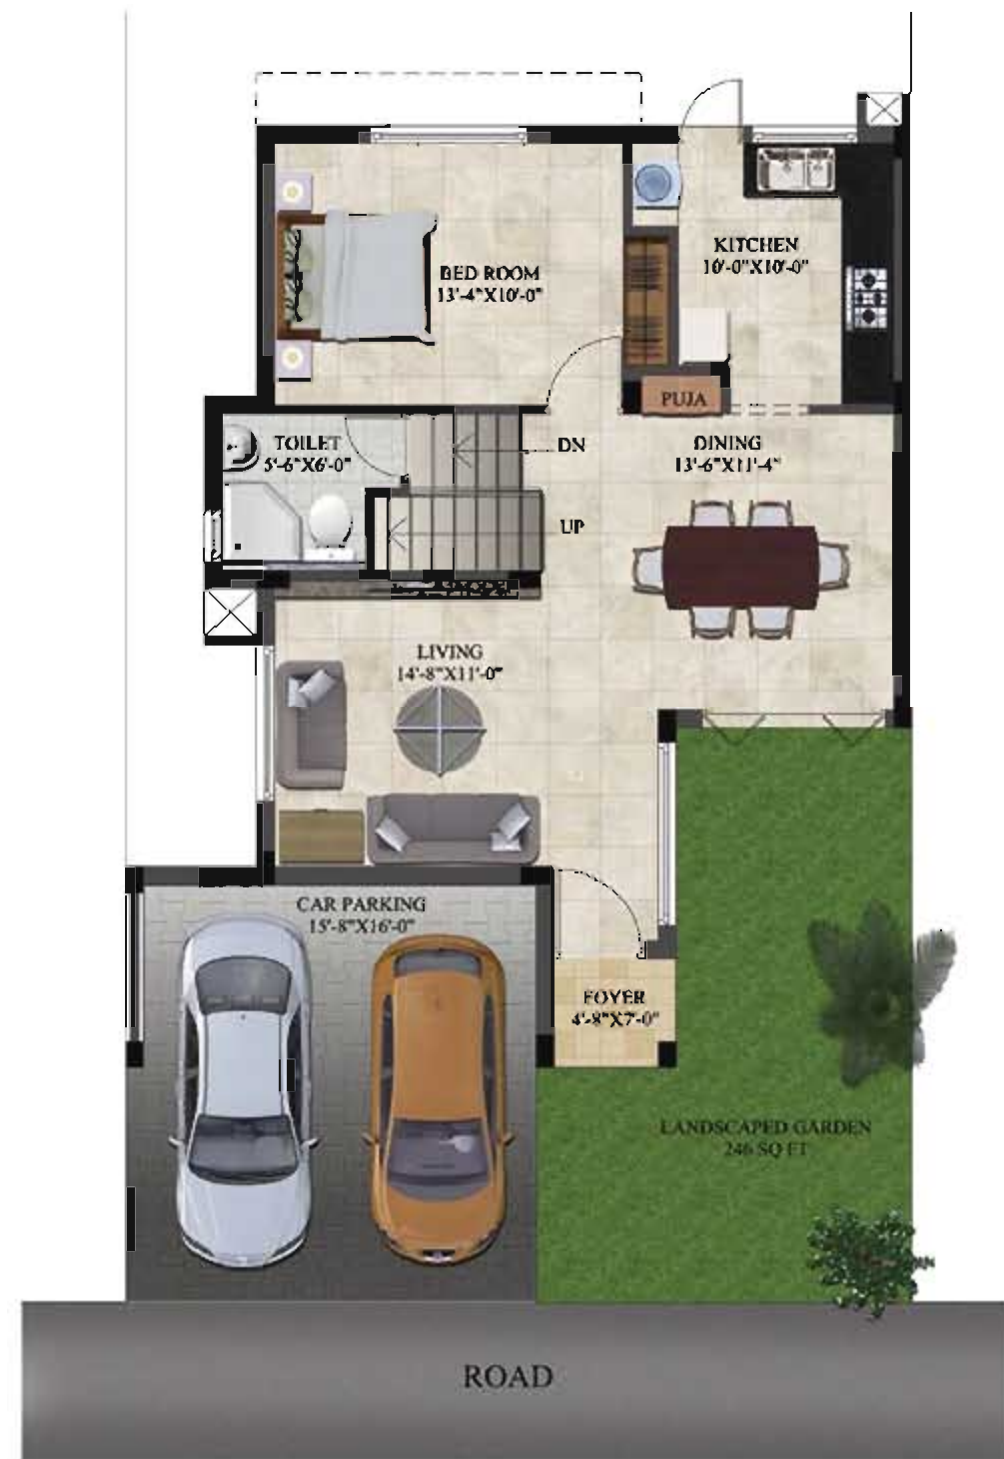 KITCHEN
10'-0"X10'-0"
BED ROOM
13'-4"X10'-0"
PUJA
TOILET
5'-6"X6'-0"
DN
DINING
13'-6"X11'-4"
UP
LIVING
14'-8"X11'-0"
CAR PARKING
15'-8"X16'-0"
FOYER
4'-8"X7'-0"
LANDSCAPED GARDEN
246 SQ FT
ROAD